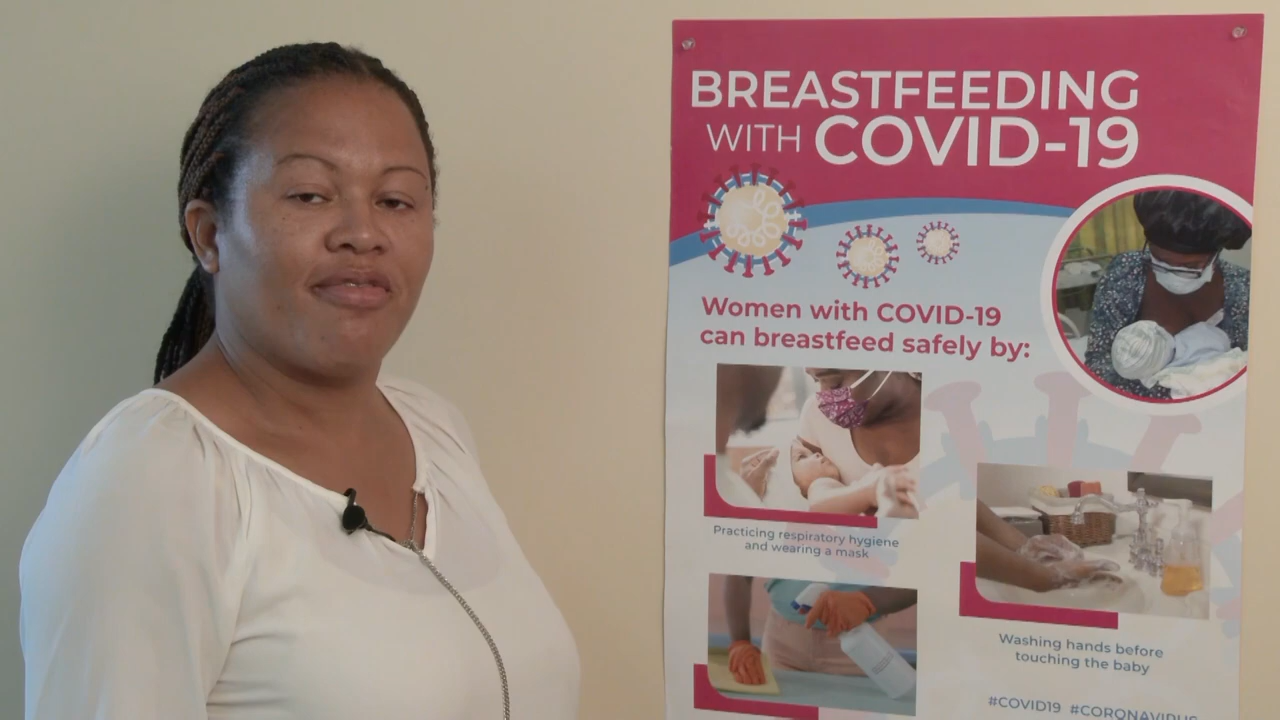 BREASTFEEDING
WITH COVID-19
Women with COVID-19
can breastfeed safely by:
Practicing respiratory hygiene
and wearing a mask
Washing hands before
touching the baby
#COVID19 #CORONAVIRUS